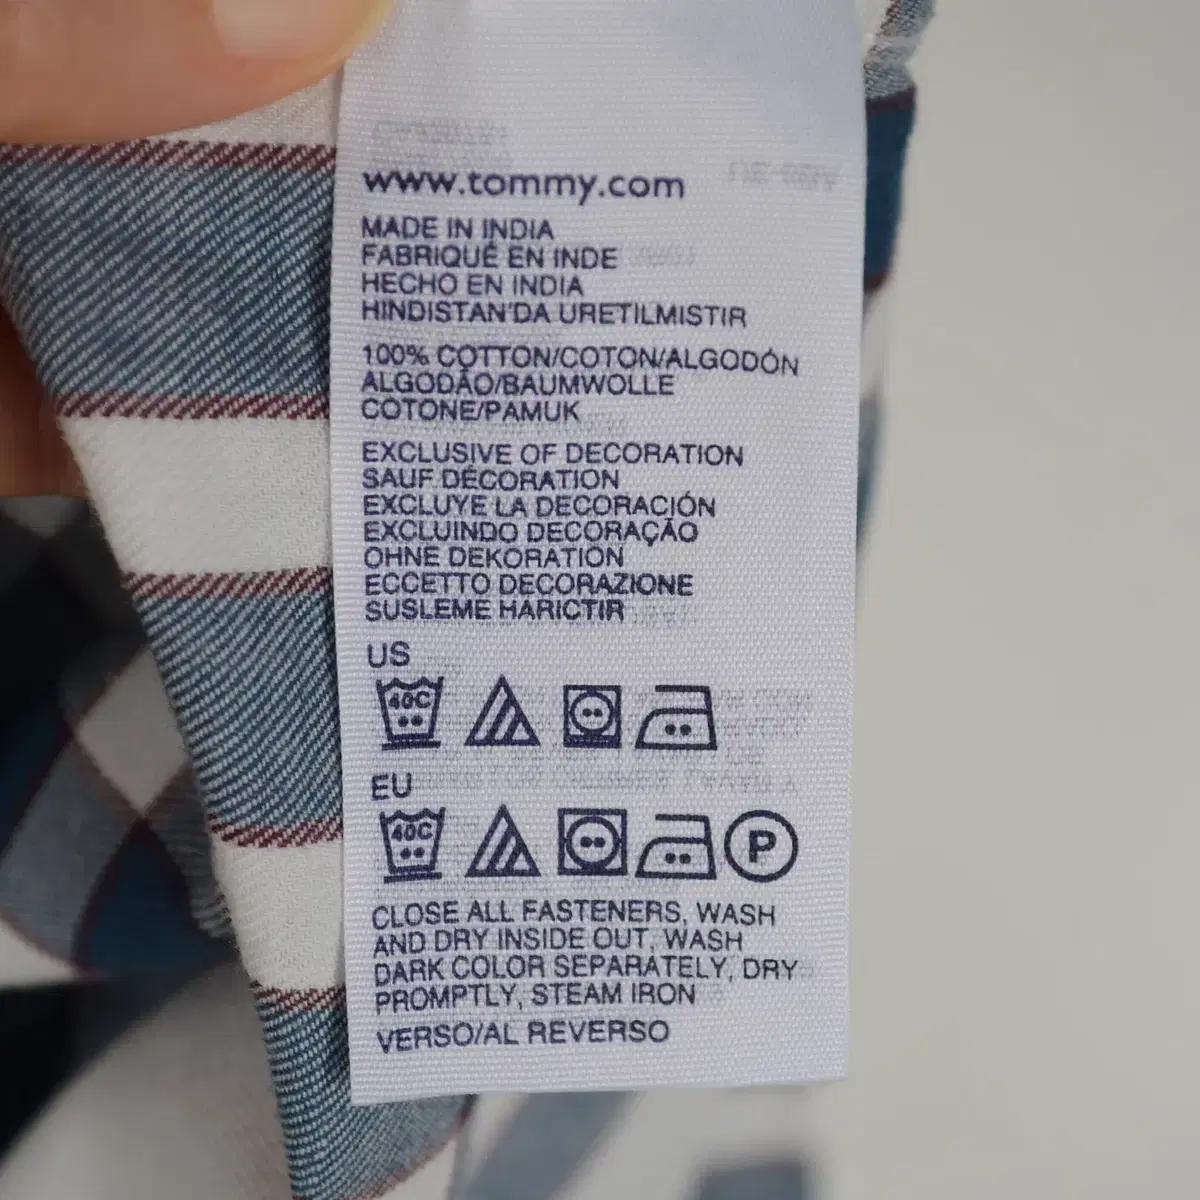 www.tommy.com
MADE IN INDIA
FABRIQUÉ EN INDE
HECHO EN INDIA
HINDISTAN'DA URETILMISTIR
100% COTTON/COTON/ALGODÓN
ALGODÃO/BAUMWOLLE
COTONE/PAMUK
EXCLUSIVE OF DECORATION
SAUF DÉCORATION
EXCLUYE LA DECORACIÓN
EXCLUINDO DECORAÇÃO
OHNE DEKORATION
ECCETTO DECORAZIONE
SUSLEME HARICTIR
US
40C
EU
40C P
CLOSE ALL FASTENERS, WASH
AND DRY INSIDE OUT, WASH
DARK COLOR SEPARATELY, DRY
PROMPTLY, STEAM IRON
VERSO/AL REVERSO